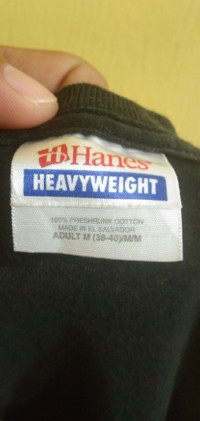 Hanes
HEAVYWEIGHT
100% PRESHRUNK COTTON
MADE IN EL SALVADOR
ADULT M (38-40)/M/M